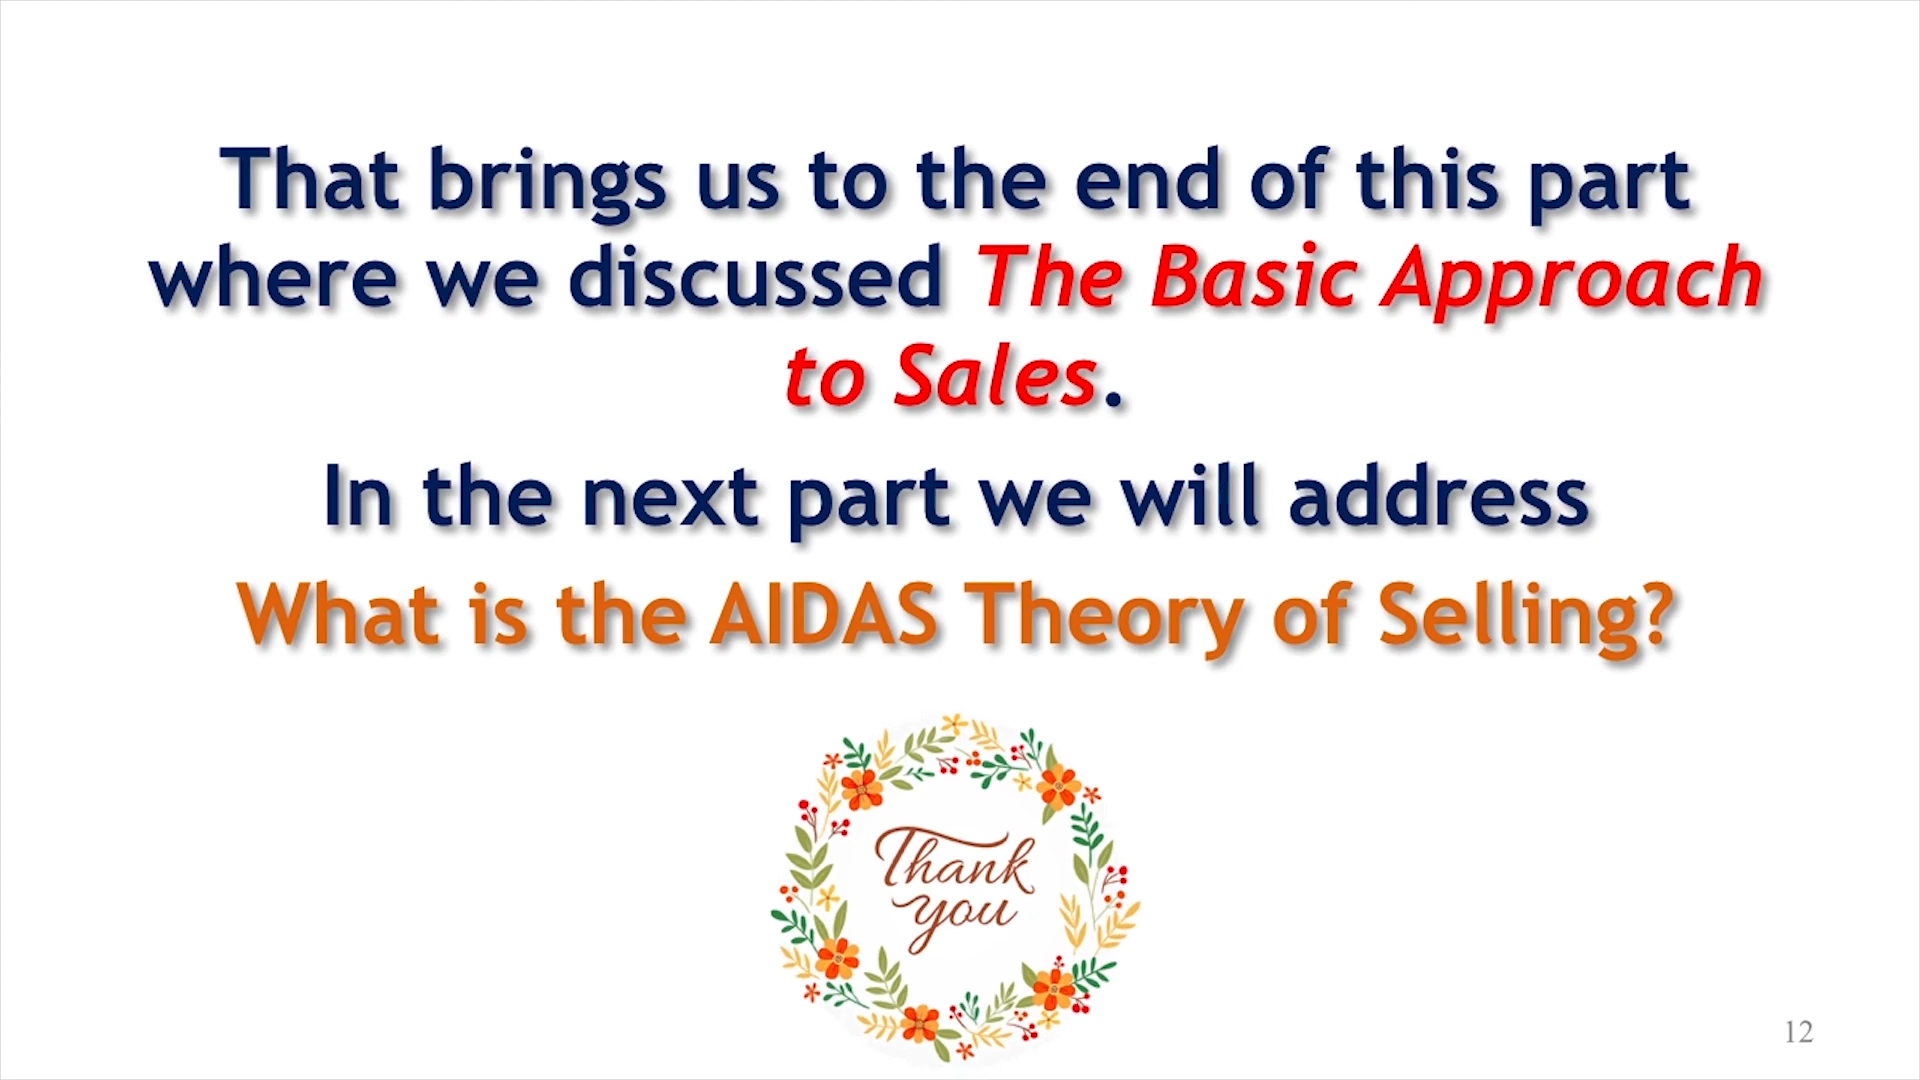 That brings us to the end of this part
where we discussed The Basic Approach
to Sales.
In the next part we will address
What is the AIDAS Theory of Selling?
Thank
you
12